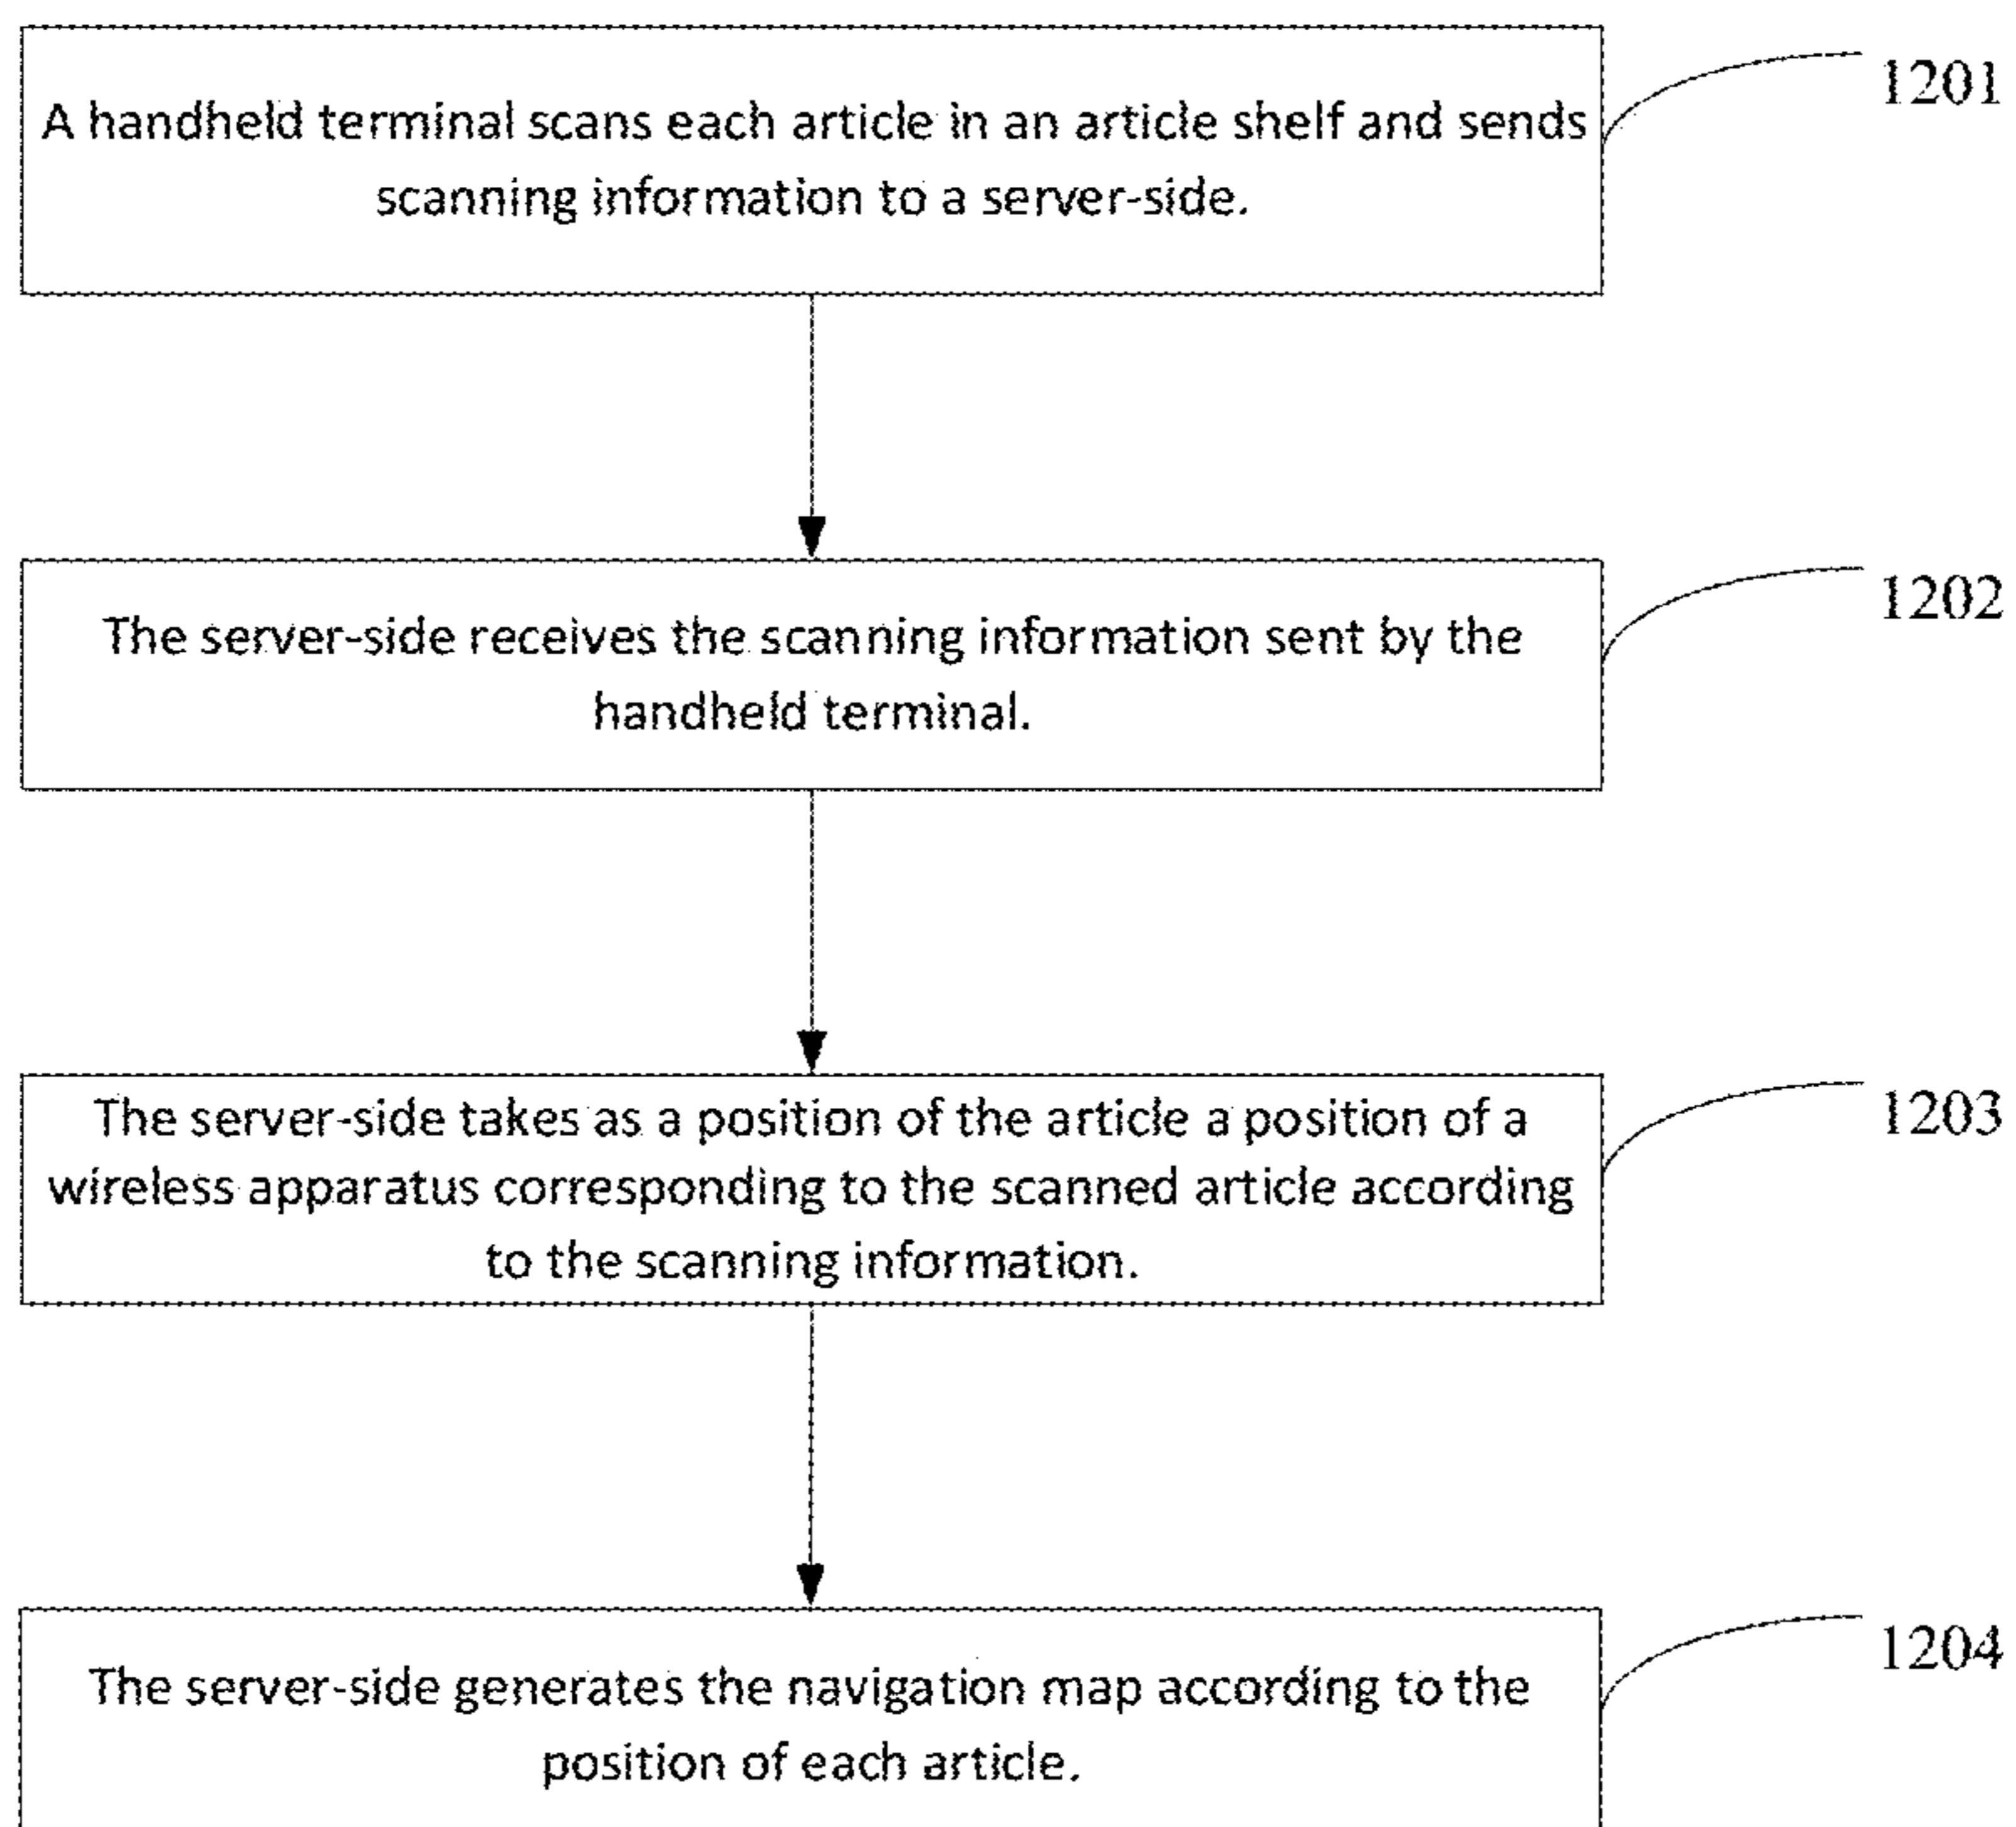 A handheld terminal scans each article in an article shelf and sends
scanning information to a server-side.
1201
The server-side receives the scanning information sent by the
handheld terminal.
1202
The server-side takes as a position of the article a position of a
wireless apparatus corresponding to the scanned article according
to the scanning information.
1203
The server-side generates the navigation map according to the
position of each article.
1204